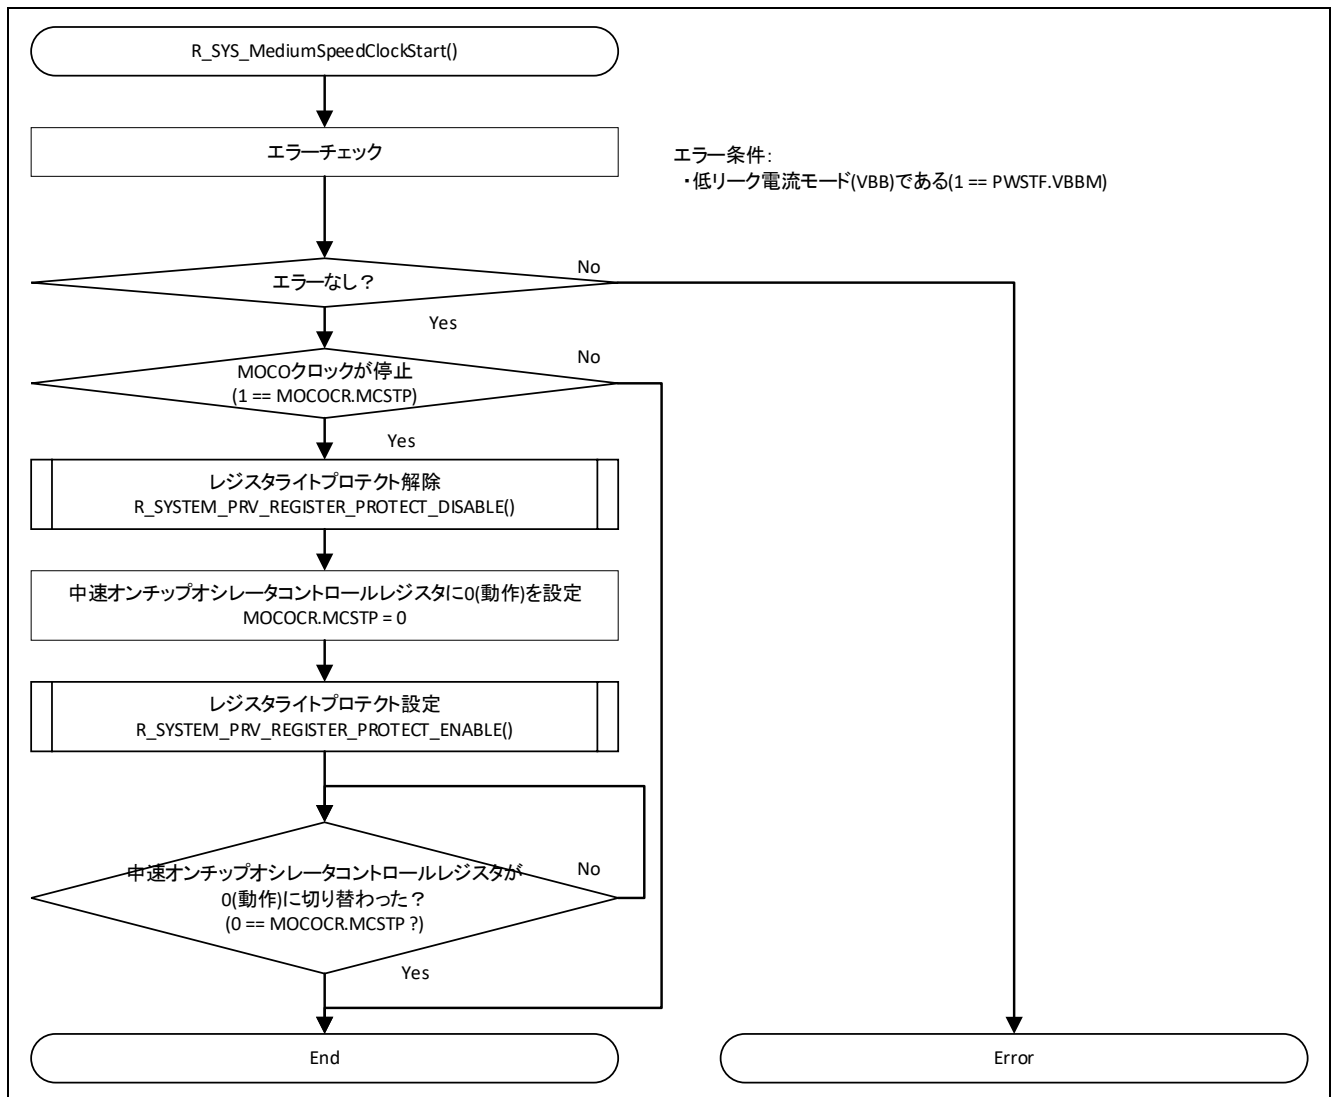 R_SYS_MediumSpeedClockStart()
エラーチェック
エラー条件:
・低リーク電流モード(VBB)である(1 == PWSTF.VBBM)
エラーなし？
No
Yes
MOCOクロックが停止
(1 == MOCOCR.MCSTP)
No
Yes
レジスタライトプロテクト解除
R_SYSTEM_PRV_REGISTER_PROTECT_DISABLE()
中速オンチップオシレータコントロールレジスタに0(動作)を設定
MOCOCR.MCSTP = 0
レジスタライトプロテクト設定
R_SYSTEM_PRV_REGISTER_PROTECT_ENABLE()
中速オンチップオシレータコントロールレジスタが
0(動作)に切り替わった？
(0 == MOCOCR.MCSTP ?)
No
Yes
End
Error